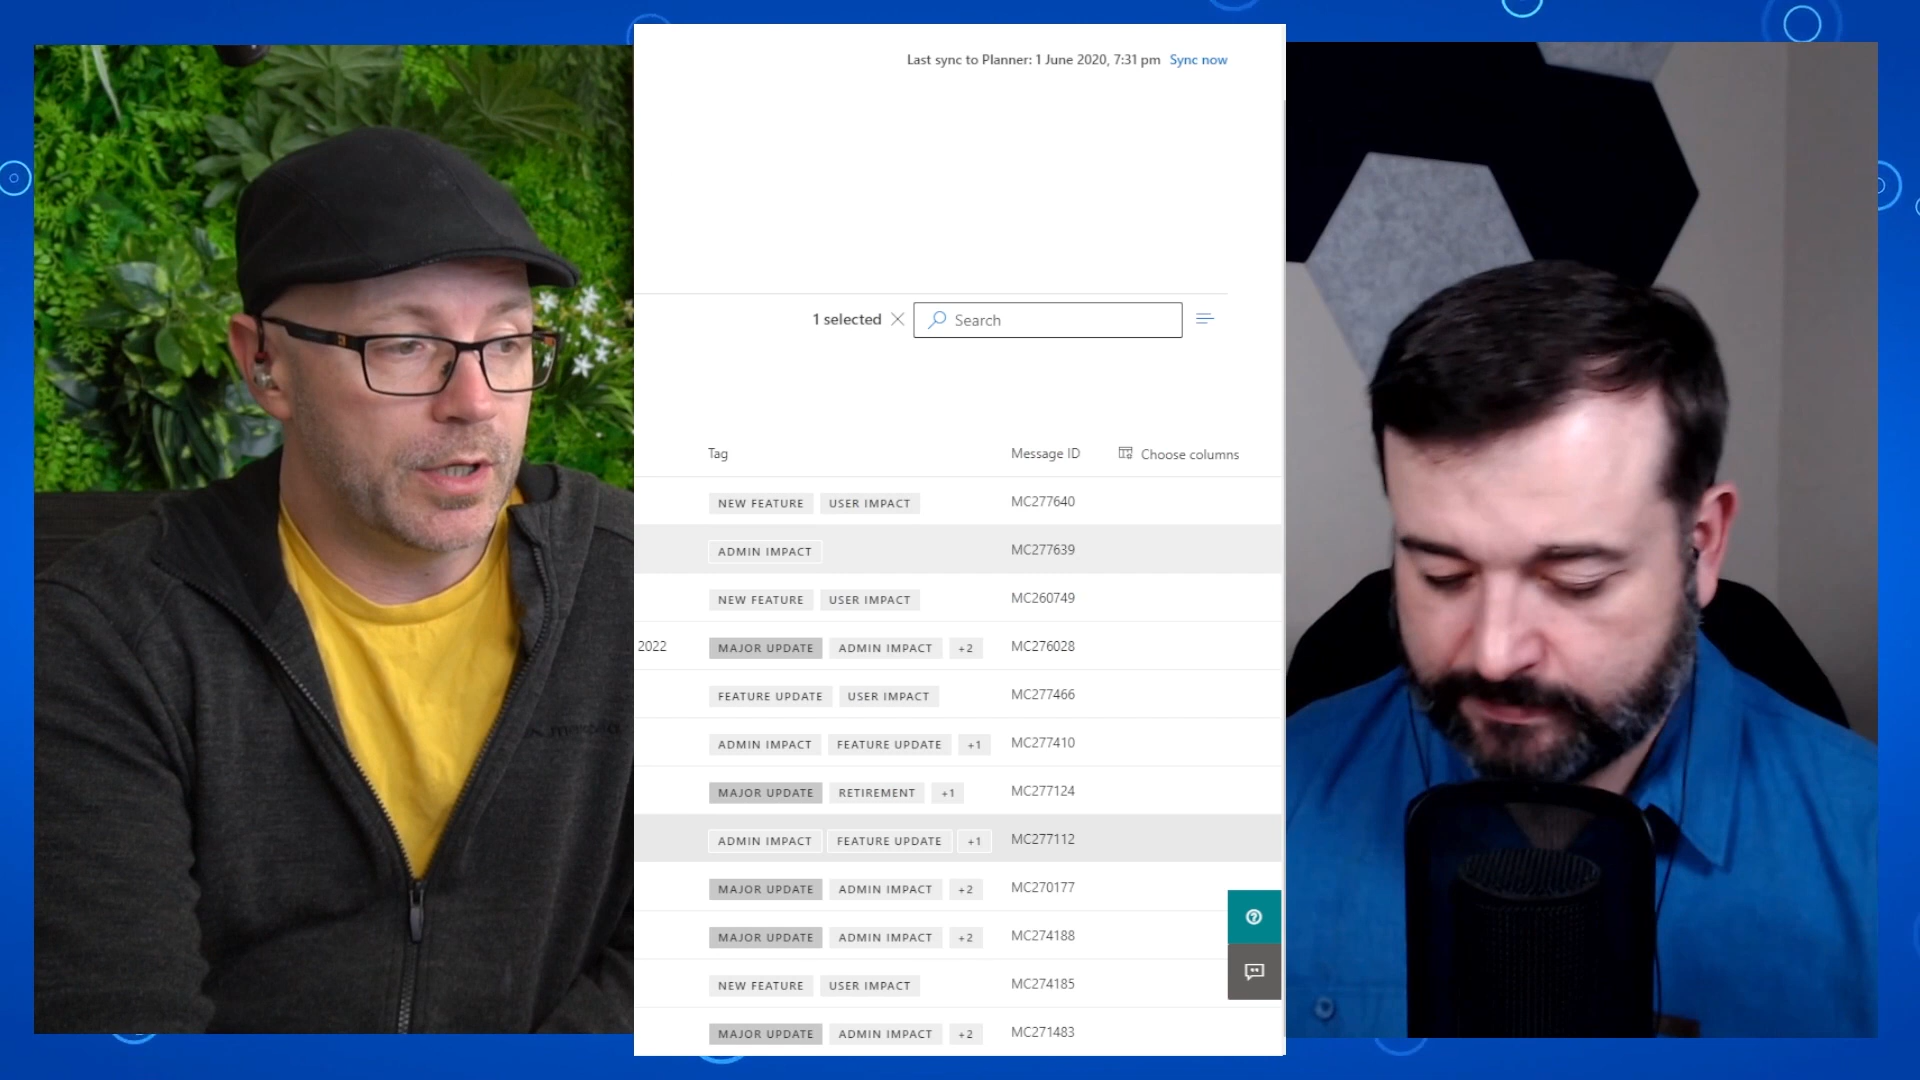 Last sync to Planner: 1 June 2020, 7:31 pm Sync now
1 selected Search
Tag Message ID Choose columns
NEW FEATURE USER IMPACT MC277640
ADMIN IMPACT MC277639
NEW FEATURE USER IMPACT MC260749
2022 MAJOR UPDATE ADMIN IMPACT +2 MC276028
FEATURE UPDATE USER IMPACT MC277466
ADMIN IMPACT FEATURE UPDATE +1 MC277410
MAJOR UPDATE RETIREMENT +1 MC277124
ADMIN IMPACT FEATURE UPDATE +1 MC277112
MAJOR UPDATE ADMIN IMPACT +2 MC270177
MAJOR UPDATE ADMIN IMPACT +2 MC274188
NEW FEATURE USER IMPACT MC274185
MAJOR UPDATE ADMIN IMPACT +2 MC271483